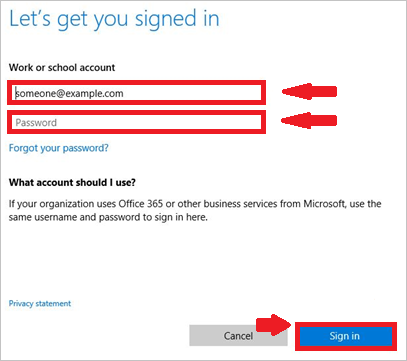 Let's get you signed in
Work or school account
someone@example.com
Password
Forgot your password?
What account should I use?
If your organization uses Office 365 or other business services from Microsoft, use the
same username and password to sign in here.
Privacy statement
Cancel
Sign in